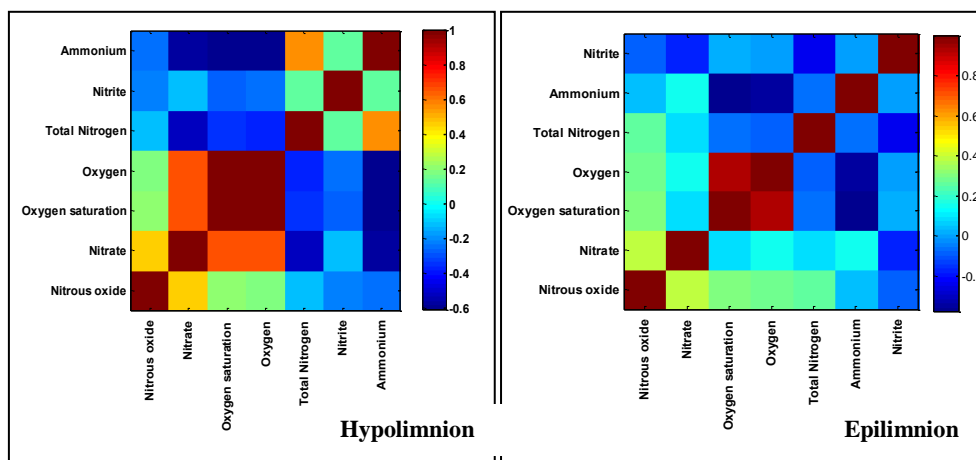 Ammonium
Nitrite
Total Nitrogen
Oxygen
Oxygen saturation
Nitrate
Nitrous oxide
Nitrous oxide
Nitrate
Oxygen saturation
Oxygen
Total Nitrogen
Nitrite
Ammonium
1
0.8
0.6
0.4
0.2
0
-0.2
-0.4
-0.6
Hypolimnion
Nitrite
Ammonium
Total Nitrogen
Oxygen
Oxygen saturation
Nitrate
Nitrous oxide
Nitrous oxide
Nitrate
Oxygen saturation
Oxygen
Total Nitrogen
Ammonium
Nitrite
0.8
0.6
0.4
0.2
0
Epilimnion